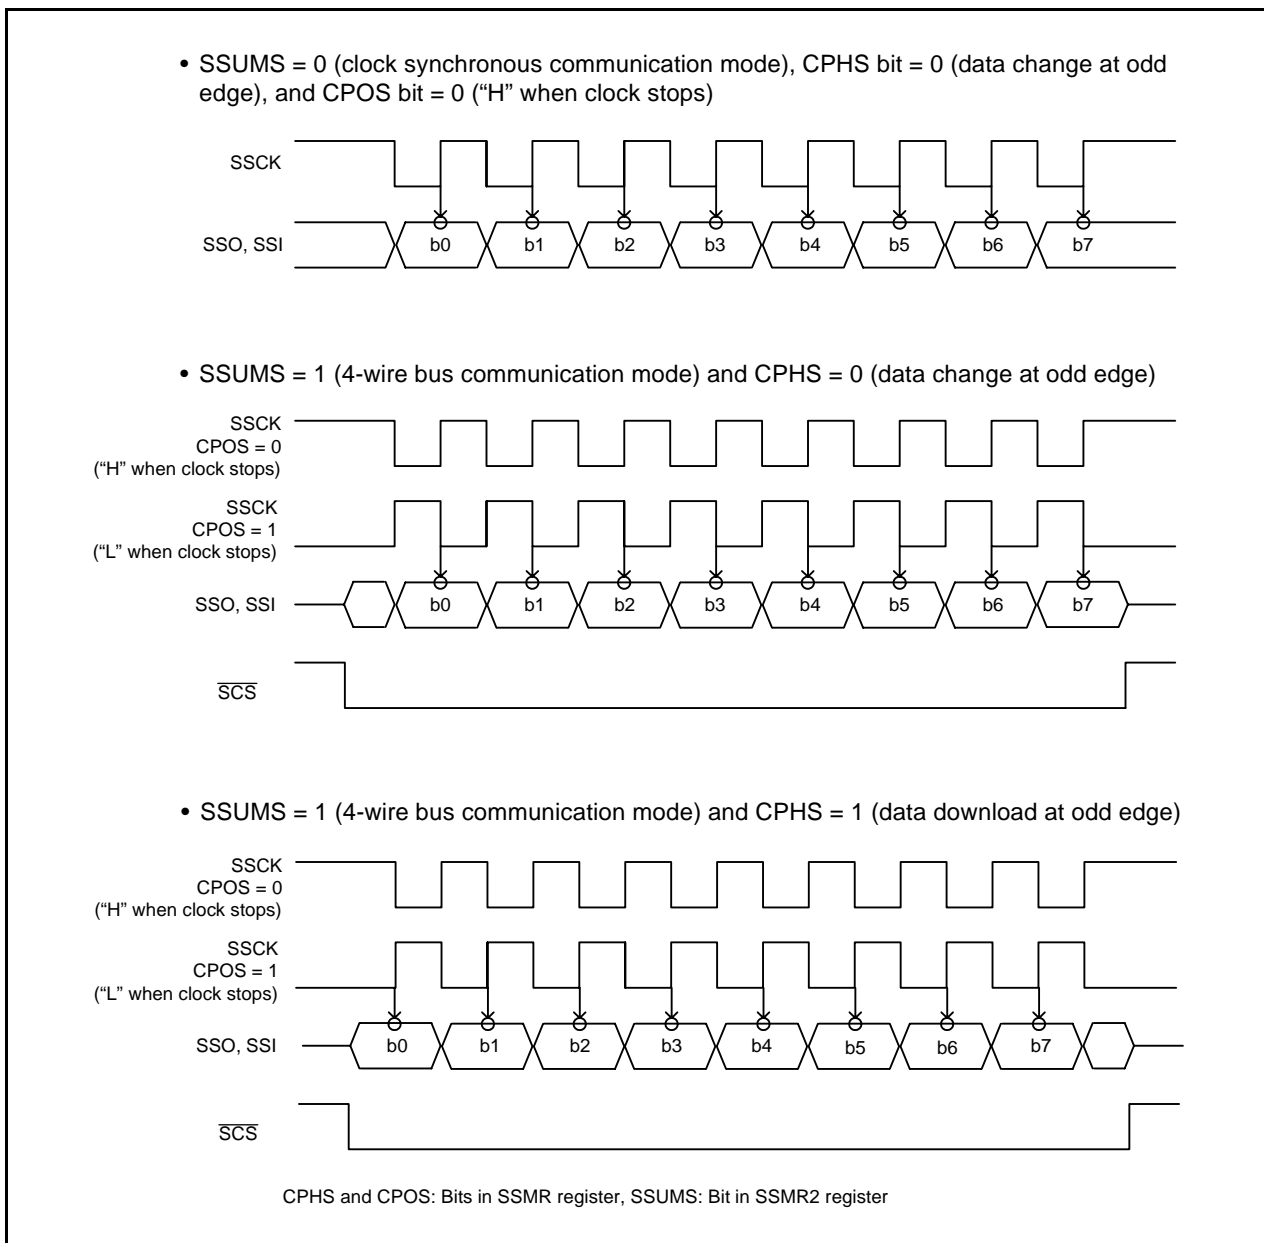 • SSUMS = 0 (clock synchronous communication mode), CPHS bit = 0 (data change at odd
edge), and CPOS bit = 0 (“H” when clock stops)
SSCK
SSO, SSI
b0 b1 b2 b3 b4 b5 b6 b7
• SSUMS = 1 (4-wire bus communication mode) and CPHS = 0 (data change at odd edge)
SSCK
CPOS = 0
(“H” when clock stops)
SSCK
CPOS = 1
(“L” when clock stops)
SSO, SSI
b0 b1 b2 b3 b4 b5 b6 b7
SCS
• SSUMS = 1 (4-wire bus communication mode) and CPHS = 1 (data download at odd edge)
SSCK
CPOS = 0
(“H” when clock stops)
SSCK
CPOS = 1
(“L” when clock stops)
SSO, SSI
b0 b1 b2 b3 b4 b5 b6 b7
SCS
CPHS and CPOS: Bits in SSMR register, SSUMS: Bit in SSMR2 register